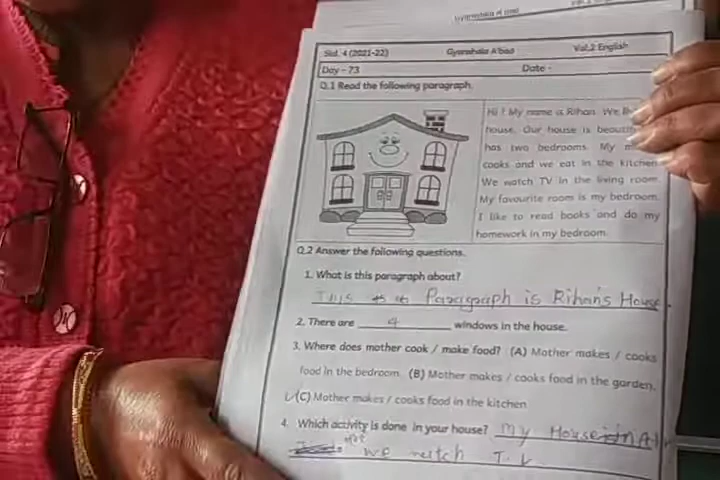 Gyanshala A'bad
Std. 4 (2021-22) Gyanshala A'bad Vol.2 English
Day - 73 Date -
Q.1 Read the following paragraph.
Hi ! My name is Rihan. We
house. Our house is
has two bedrooms. My
cooks and we eat in the kitchen
We watch TV in the living room.
My favourite room is my bedroom.
I like to read books and do my
homework in my bedroom.
Q.2 Answer the following questions.
1. What is this paragraph about?
This Paragraph is Rihan's House.
2. There are 4 windows in the house.
3. Where does mother cook / make food? (A) Mother makes / cooks
food in the bedroom. (B) Mother makes / cooks food in the garden.
(C) Mother makes / cooks food in the kitchen
4. Which activity is done in your house? My House in
we T.V